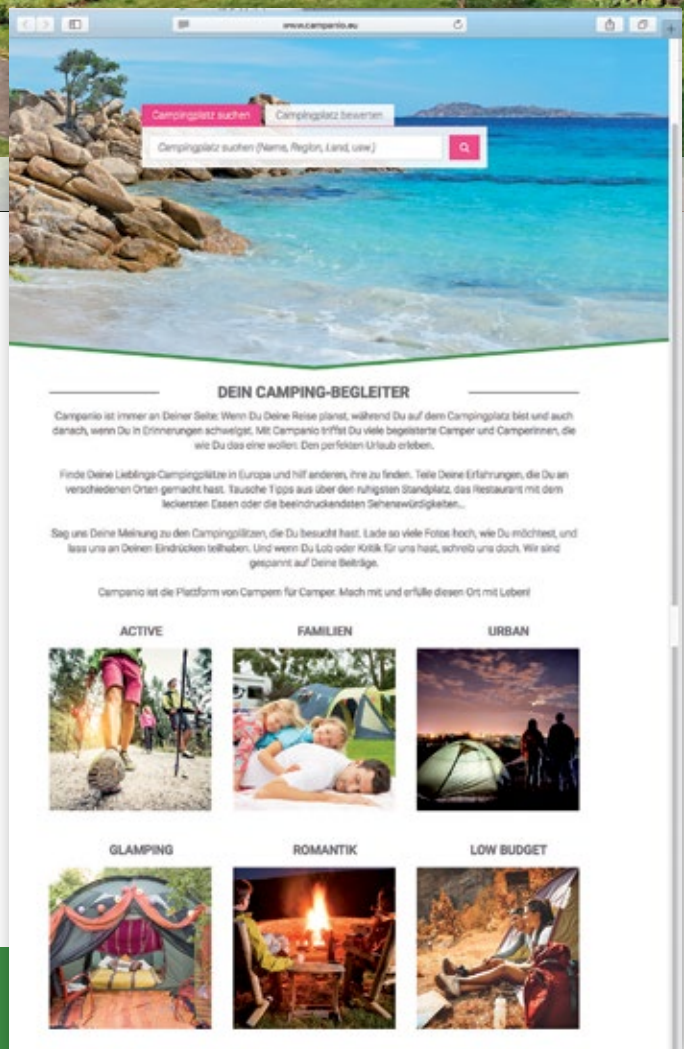 www.campanio.eu
Campingplatz suchen
Campingplatz bewerten
Campingplatz suchen (Name, Region, Land, usw.)
DEIN CAMPING-BEGLEITER
Campanio ist immer an Deiner Seite: Wenn Du Deine Reise planst, während Du auf dem Campingplatz bist und auch
danach, wenn Du in Erinnerungen schwelgst. Mit Campanio triffst Du viele begeisterte Camper und Camperinnen, die
wie Du das eine wollen: Den perfekten Urlaub erleben.
Finde Deine Lieblings-Campingplätze in Europa und hilf anderen, ihre zu finden. Teile Deine Erfahrungen, die Du an
verschiedenen Orten gemacht hast. Tausche Tipps aus über den ruhigsten Standplatz, das Restaurant mit dem
leckersten Essen oder die beeindruckendsten Sehenswürdigkeiten...
Sag uns Deine Meinung zu den Campingplätzen, die Du besucht hast. Lade so viele Fotos hoch, wie Du möchtest, und
lass uns an Deinen Eindrücken teilhaben. Und wenn Du Lob oder Kritik für uns hast, schreib uns doch. Wir sind
gespannt auf Deine Beiträge.
Campanio ist die Plattform von Campern für Camper. Mach mit und erfülle diesen Ort mit Leben!
ACTIVE
FAMILIEN
URBAN
GLAMPING
ROMANTIK
LOW BUDGET